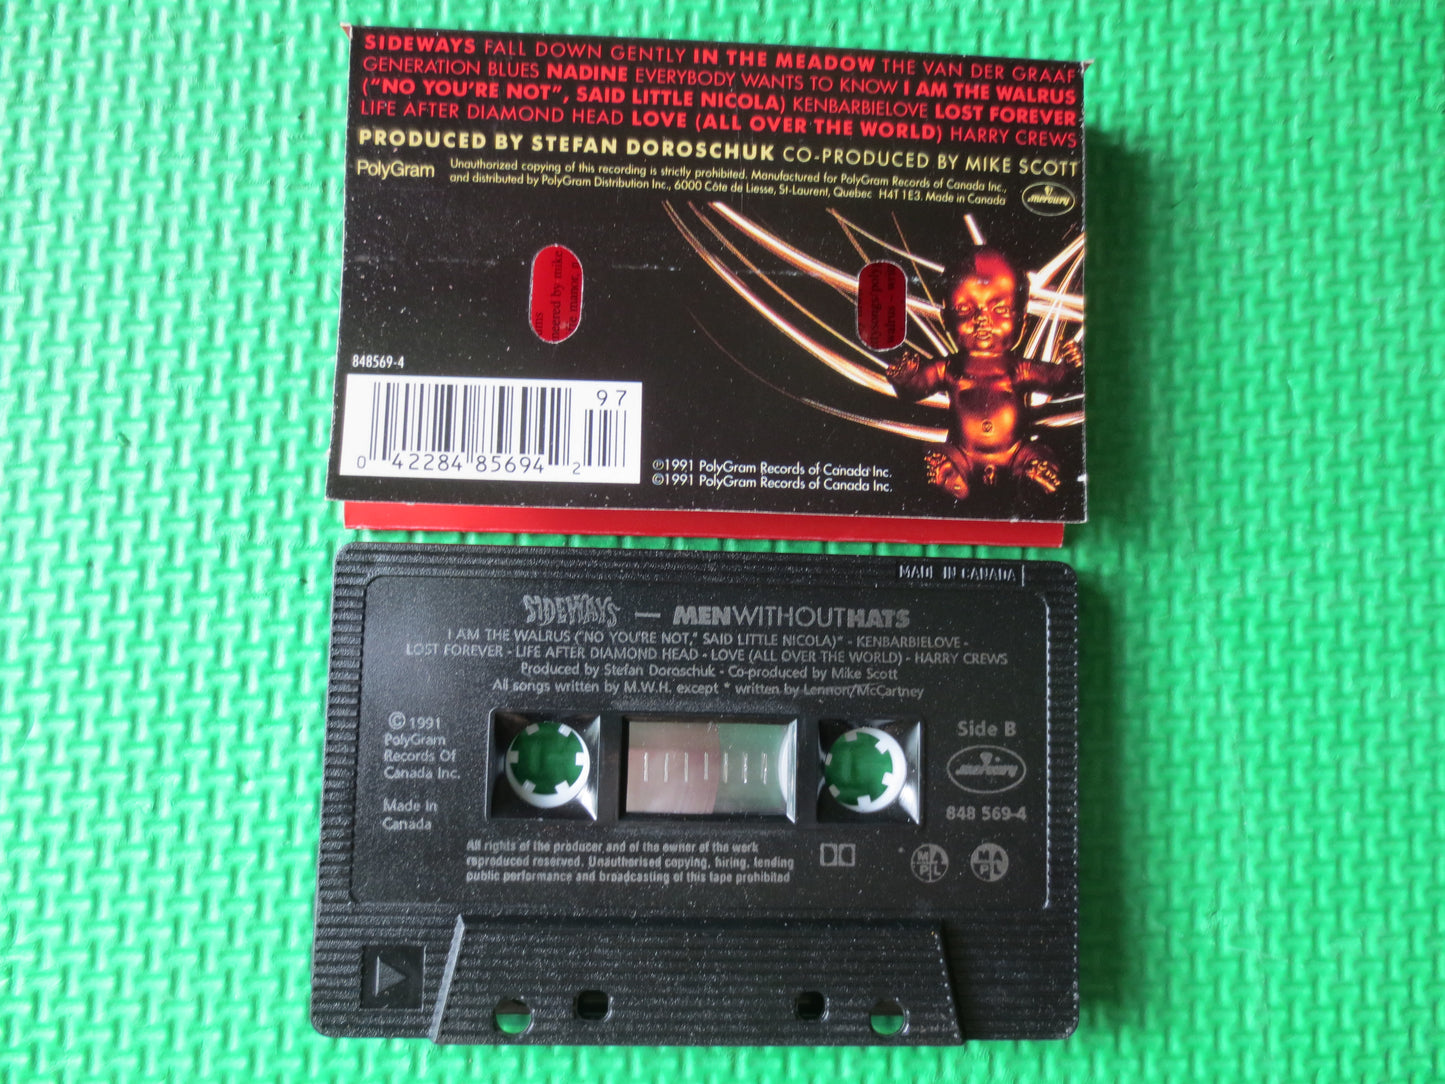 SIDEWAYS FALL DOWN GENTLY IN THE MEADOW THE VAN DER GRAAF
GENERATION BLUES NADINE EVERYBODY WANTS TO KNOW I AM THE WALRUS
("NO YOU'RE NOT", SAID LITTLE NICOLA) KENBARBIELOVE LOST FOREVER
LIFE AFTER DIAMOND HEAD LOVE (ALL OVER THE WORLD) HARRY CREWS
PRODUCED BY STEFAN DOROSCHUK CO-PRODUCED BY MIKE SCOTT
PolyGram
Unauthorized copying of this recording is strictly prohibited. Manufactured for PolyGram Records of Canada Inc.,
and distributed by PolyGram Distribution Inc., 6000 Côte de Liesse, St-Laurent, Quebec H4T 1E3. Made in Canada
mercury
neered by mike
walrus
848569-4
97
0 42284 85694 2
℗1991 PolyGram Records of Canada Inc.
©1991 PolyGram Records of Canada Inc.
MADE IN CANADA
SIDEWAYS — MENWITHOUTHATS
I AM THE WALRUS ("NO YOU'RE NOT," SAID LITTLE NICOLA)* - KENBARBIELOVE -
LOST FOREVER - LIFE AFTER DIAMOND HEAD - LOVE (ALL OVER THE WORLD) - HARRY CREWS
Produced by Stefan Doroschuk - Co-produced by Mike Scott
All songs written by M.W.H. except * written by Lennon/McCartney
© 1991
PolyGram
Records Of
Canada Inc.
Made In
Canada
Side B
mercury
848 569-4
All rights of the producer and of the owner of the work
reproduced reserved. Unauthorised copying, hiring, lending
public performance and broadcasting of this tape prohibited
M A P L
M A P L